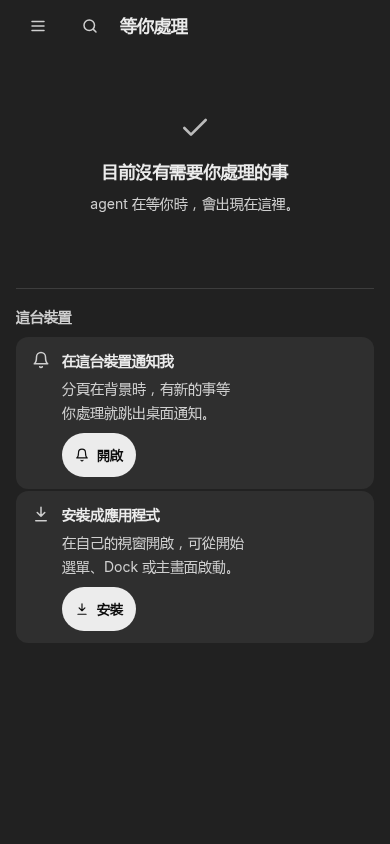 等你處理
目前沒有需要你處理的事
agent 在等你時，會出現在這裡。
這台裝置
在這台裝置通知我
分頁在背景時，有新的事等
你處理就跳出桌面通知。
開啟
安裝成應用程式
在自己的視窗開啟，可從開始
選單、Dock 或主畫面啟動。
安裝